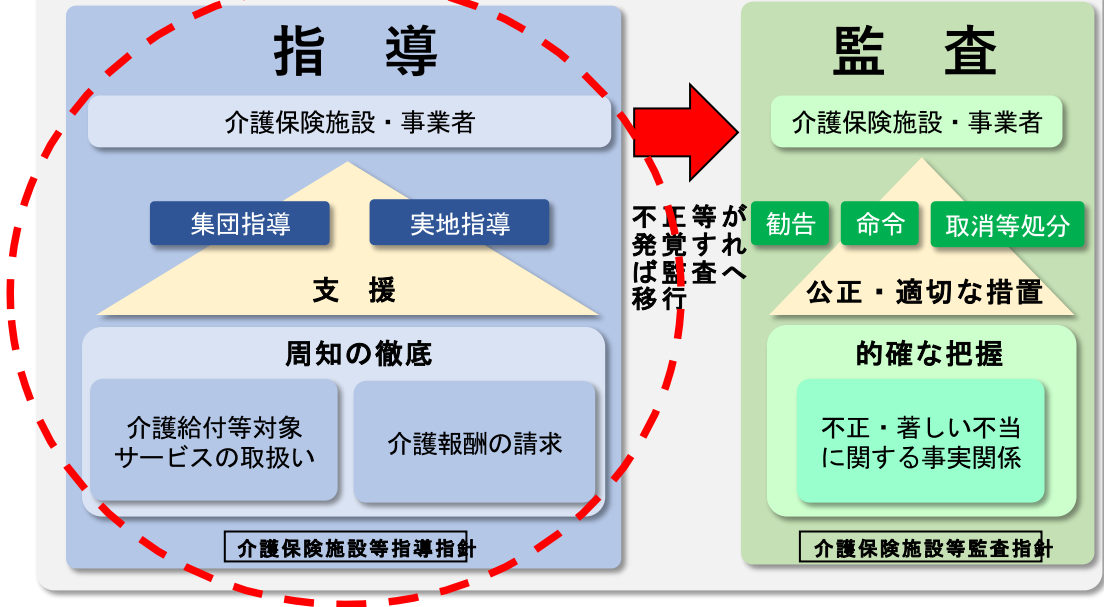 指　導
介護保険施設・事業者
集団指導
実地指導
支　援
周知の徹底
介護給付等対象
サービスの取扱い
介護報酬の請求
介護保険施設等指導指針
不正等が
発覚すれ
ば監査へ
移行
監　査
介護保険施設・事業者
勧告
命令
取消等処分
公正・適切な措置
的確な把握
不正・著しい不当
に関する事実関係
介護保険施設等監査指針